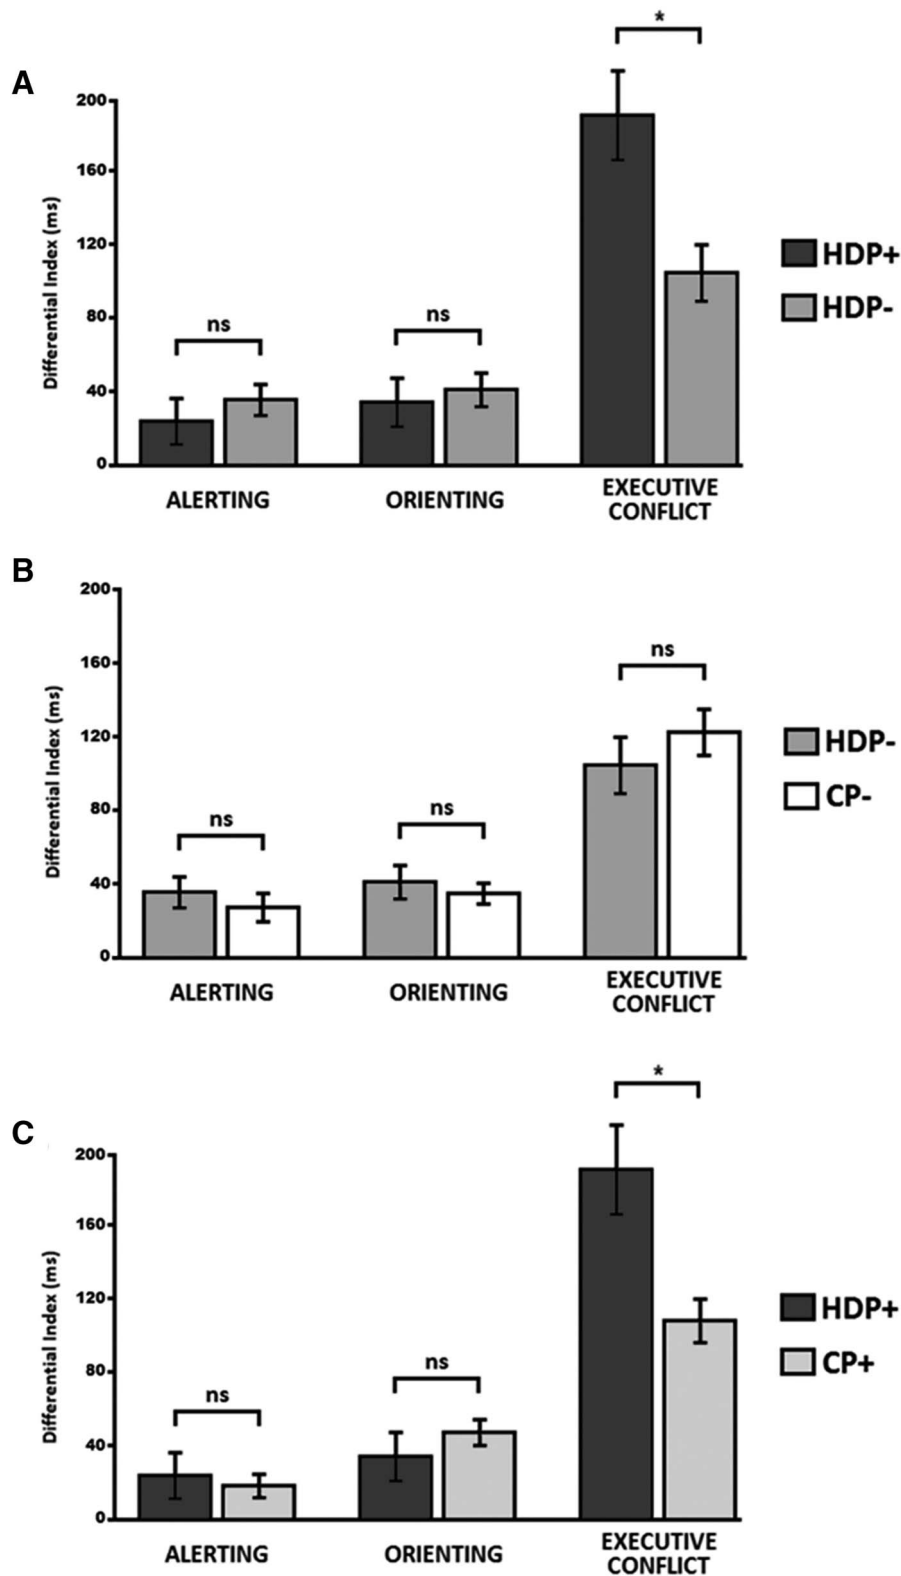 A
*
200
160
120
80
40
0
Differential Index (ms)
ns
ns
HDP+
HDP-
ALERTING
ORIENTING
EXECUTIVE
CONFLICT
B
200
160
120
80
40
0
Differential Index (ms)
ns
ns
ns
HDP-
CP-
ALERTING
ORIENTING
EXECUTIVE
CONFLICT
C
*
200
160
120
80
40
0
Differential Index (ms)
ns
ns
HDP+
CP+
ALERTING
ORIENTING
EXECUTIVE
CONFLICT